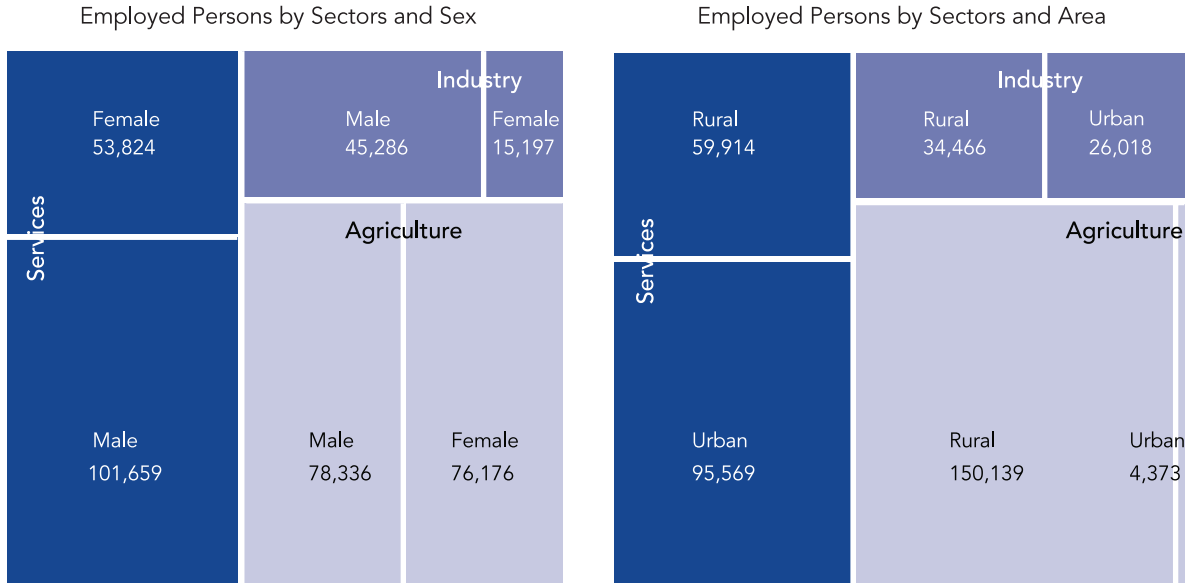 Employed Persons by Sectors and Sex
Industry
Female
53,824
Male
45,286
Female
15,197
Services
Agriculture
Male
101,659
Male
78,336
Female
76,176
Employed Persons by Sectors and Area
Industry
Rural
59,914
Rural
34,466
Urban
26,018
Services
Agriculture
Urban
95,569
Rural
150,139
Urban
4,373